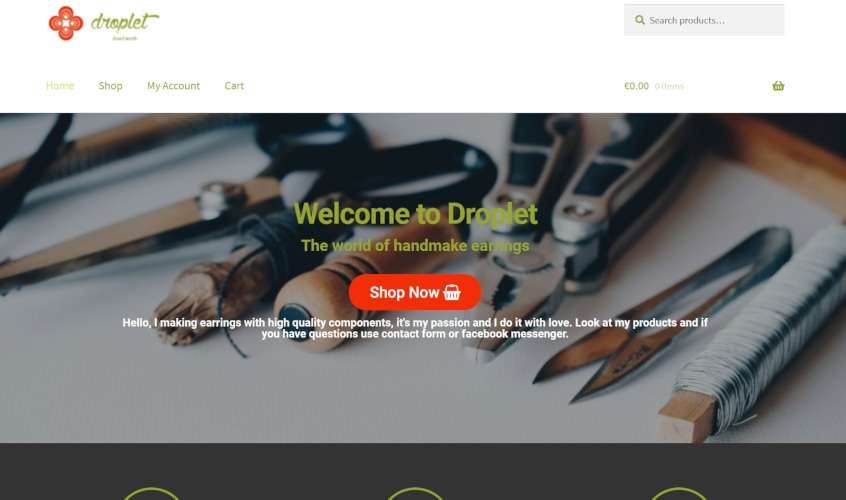 droplet
Search products...
Home Shop My Account Cart
€0.00 0 items
Welcome to Droplet
The world of handmake earrings
Shop Now
Hello, I making earrings with high quality components, it's my passion and I do it with love. Look at my products and if
you have questions use contact form or facebook messenger.